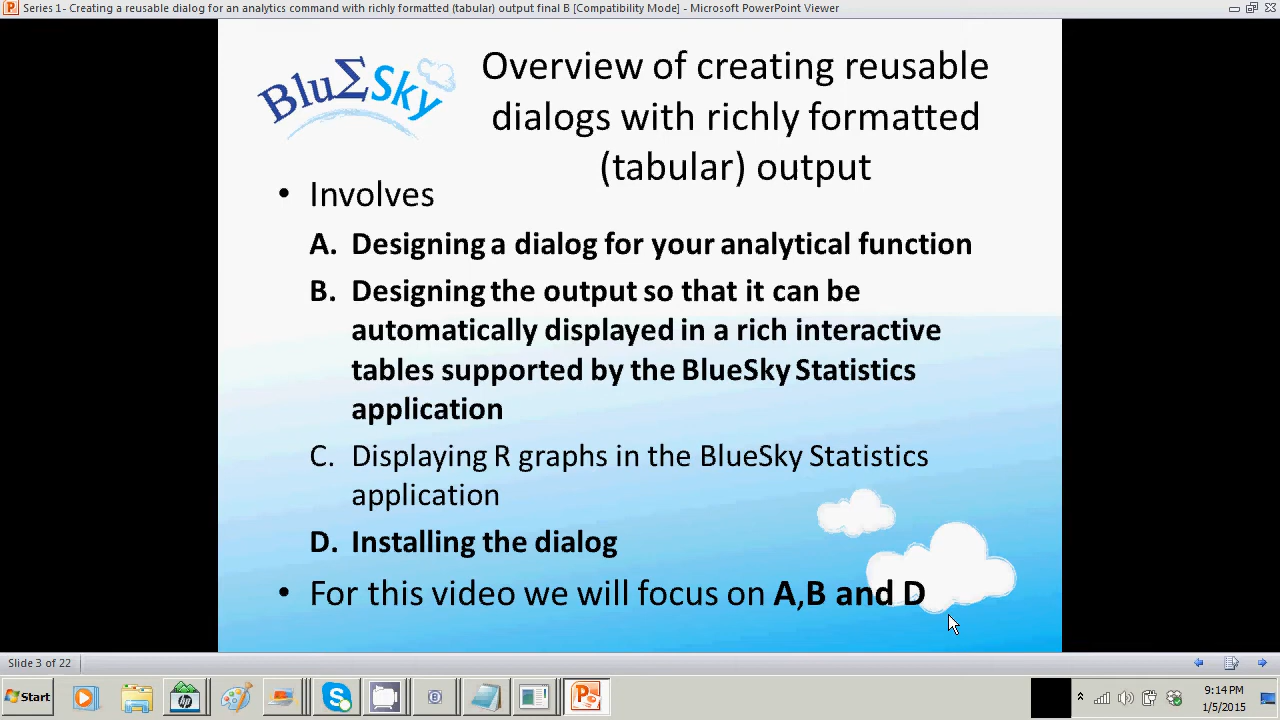 Series 1- Creating a reusable dialog for an analytics command with richly formatted (tabular) output final B [Compatibility Mode] - Microsoft PowerPoint Viewer
BluΣSky
Overview of creating reusable
dialogs with richly formatted
(tabular) output
• Involves
A. Designing a dialog for your analytical function
B. Designing the output so that it can be
automatically displayed in a rich interactive
tables supported by the BlueSky Statistics
application
C. Displaying R graphs in the BlueSky Statistics
application
D. Installing the dialog
• For this video we will focus on A,B and D
Slide 3 of 22
Start
9:14 PM
1/5/2015